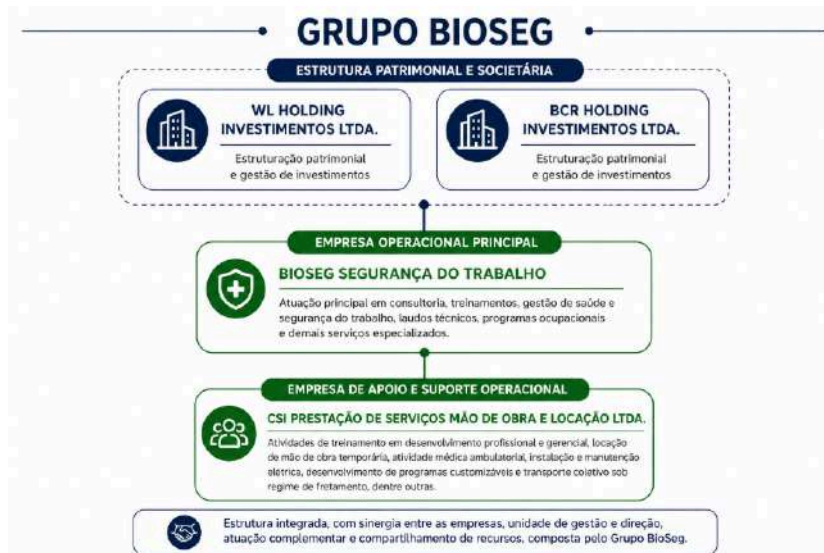 GRUPO BIOSEG
ESTRUTURA PATRIMONIAL E SOCIETÁRIA
WL HOLDING
INVESTIMENTOS LTDA.
Estruturação patrimonial
e gestão de investimentos
BCR HOLDING
INVESTIMENTOS LTDA.
Estruturação patrimonial
e gestão de investimentos
EMPRESA OPERACIONAL PRINCIPAL
BIOSEG SEGURANÇA DO TRABALHO
Atuação principal em consultoria, treinamentos, gestão de saúde e
segurança do trabalho, laudos técnicos, programas ocupacionais
e demais serviços especializados.
EMPRESA DE APOIO E SUPORTE OPERACIONAL
CSI PRESTAÇÃO DE SERVIÇOS MÃO DE OBRA E LOCAÇÃO LTDA.
Atividades de treinamento em desenvolvimento profissional e gerencial, locação
de mão de obra temporária, atividade médica ambulatorial, instalação e manutenção
elétrica, desenvolvimento de programas customizáveis e transporte coletivo sob
regime de fretamento, dentre outras.
Estrutura integrada, com sinergia entre as empresas, unidade de gestão e direção,
atuação complementar e compartilhamento de recursos, composta pelo Grupo BioSeg.